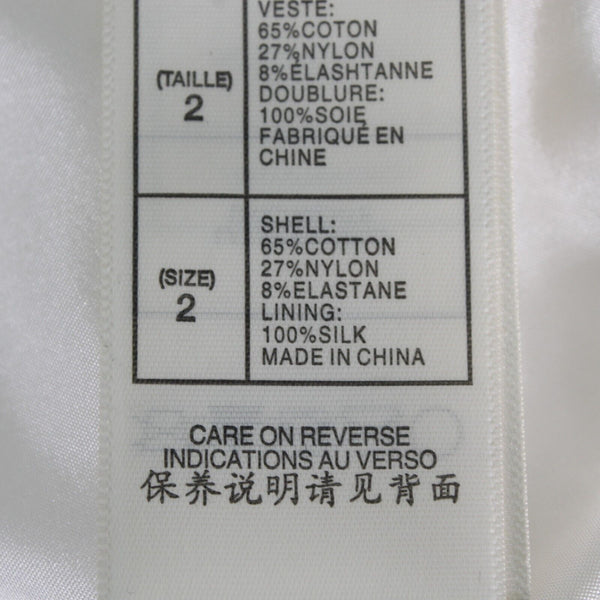 VESTE:
65%COTON
27%NYLON
8%ÉLASHTANNE
DOUBLURE:
100%SOIE
FABRIQUÉ EN
CHINE
(TAILLE)
2
SHELL:
65%COTTON
27%NYLON
8%ELASTANE
LINING:
100%SILK
MADE IN CHINA
(SIZE)
2
CARE ON REVERSE
INDICATIONS AU VERSO
保养说明请见背面